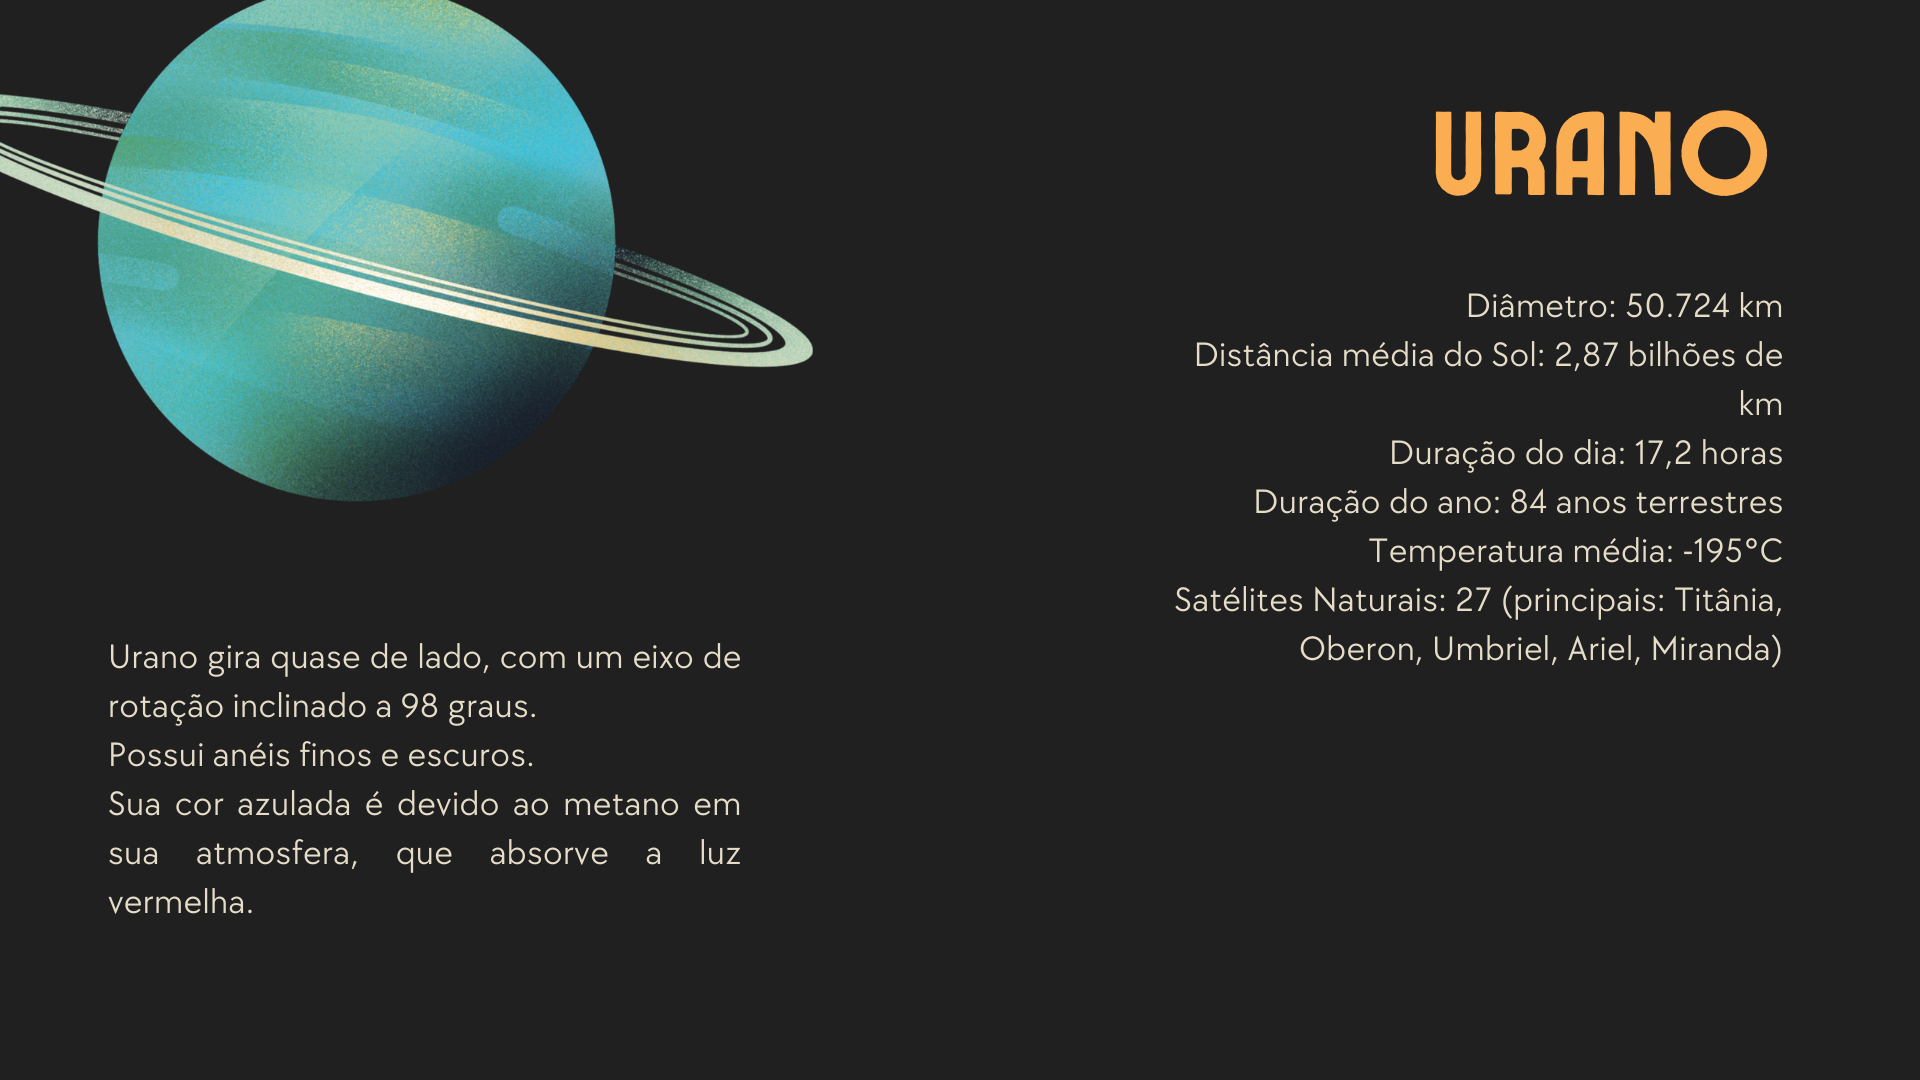 URANO
Diâmetro: 50.724 km
Distância média do Sol: 2,87 bilhões de
km
Duração do dia: 17,2 horas
Duração do ano: 84 anos terrestres
Temperatura média: -195°C
Satélites Naturais: 27 (principais: Titânia,
Oberon, Umbriel, Ariel, Miranda)
Urano gira quase de lado, com um eixo de
rotação inclinado a 98 graus.
Possui anéis finos e escuros.
Sua cor azulada é devido ao metano em
sua atmosfera, que absorve a luz
vermelha.